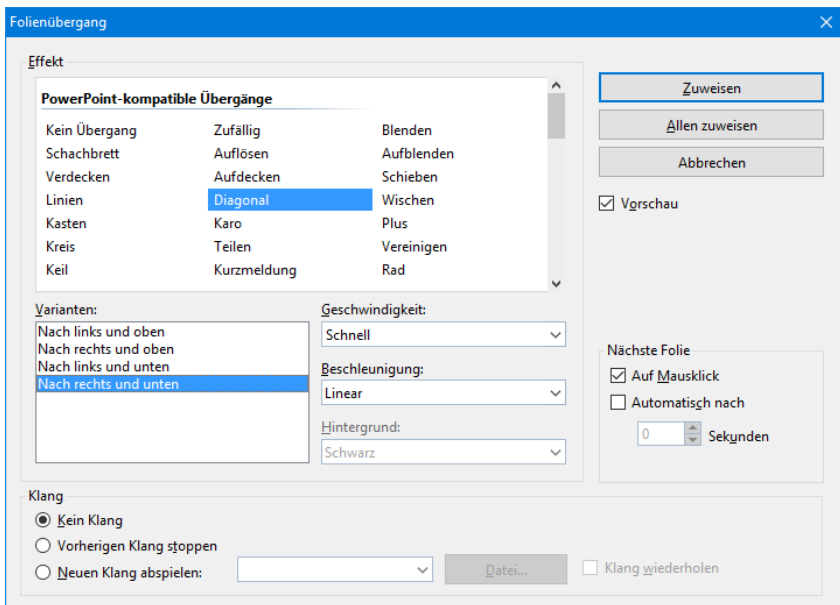 Folienübergang
Effekt
PowerPoint-kompatible Übergänge
Kein Übergang Zufällig Blenden
Schachbrett Auflösen Aufblenden
Verdecken Aufdecken Schieben
Linien Diagonal Wischen
Kasten Karo Plus
Kreis Teilen Vereinigen
Keil Kurzmeldung Rad
Zuweisen
Allen zuweisen
Abbrechen
Vorschau
Varianten:
Nach links und oben
Nach rechts und oben
Nach links und unten
Nach rechts und unten
Geschwindigkeit:
Schnell
Beschleunigung:
Linear
Hintergrund:
Schwarz
Nächste Folie
Auf Mausklick
Automatisch nach
0 Sekunden
Klang
Kein Klang
Vorherigen Klang stoppen
Neuen Klang abspielen: Datei... Klang wiederholen